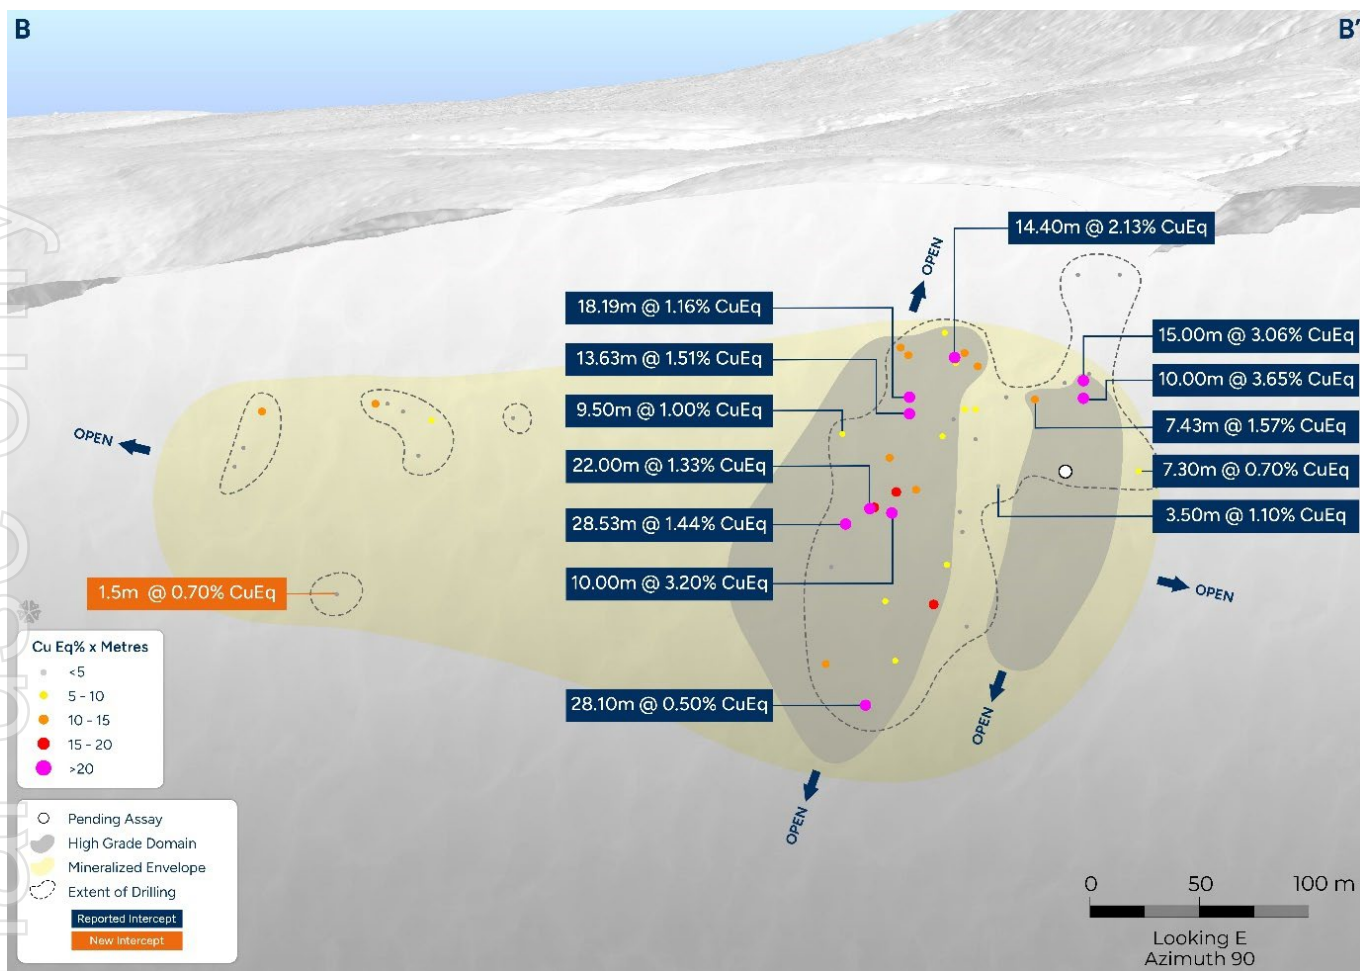 B
B'
OPEN
14.40m @ 2.13% CuEq
18.19m @ 1.16% CuEq
13.63m @ 1.51% CuEq
9.50m @ 1.00% CuEq
22.00m @ 1.33% CuEq
28.53m @ 1.44% CuEq
10.00m @ 3.20% CuEq
28.10m @ 0.50% CuEq
15.00m @ 3.06% CuEq
10.00m @ 3.65% CuEq
7.43m @ 1.57% CuEq
7.30m @ 0.70% CuEq
3.50m @ 1.10% CuEq
OPEN
1.5m @ 0.70% CuEq
OPEN
OPEN
OPEN
Cu Eq% x Metres
<5
5 - 10
10 - 15
15 - 20
>20
Pending Assay
High Grade Domain
Mineralized Envelope
Extent of Drilling
Reported Intercept
New Intercept
0 50 100 m
Looking E
Azimuth 90